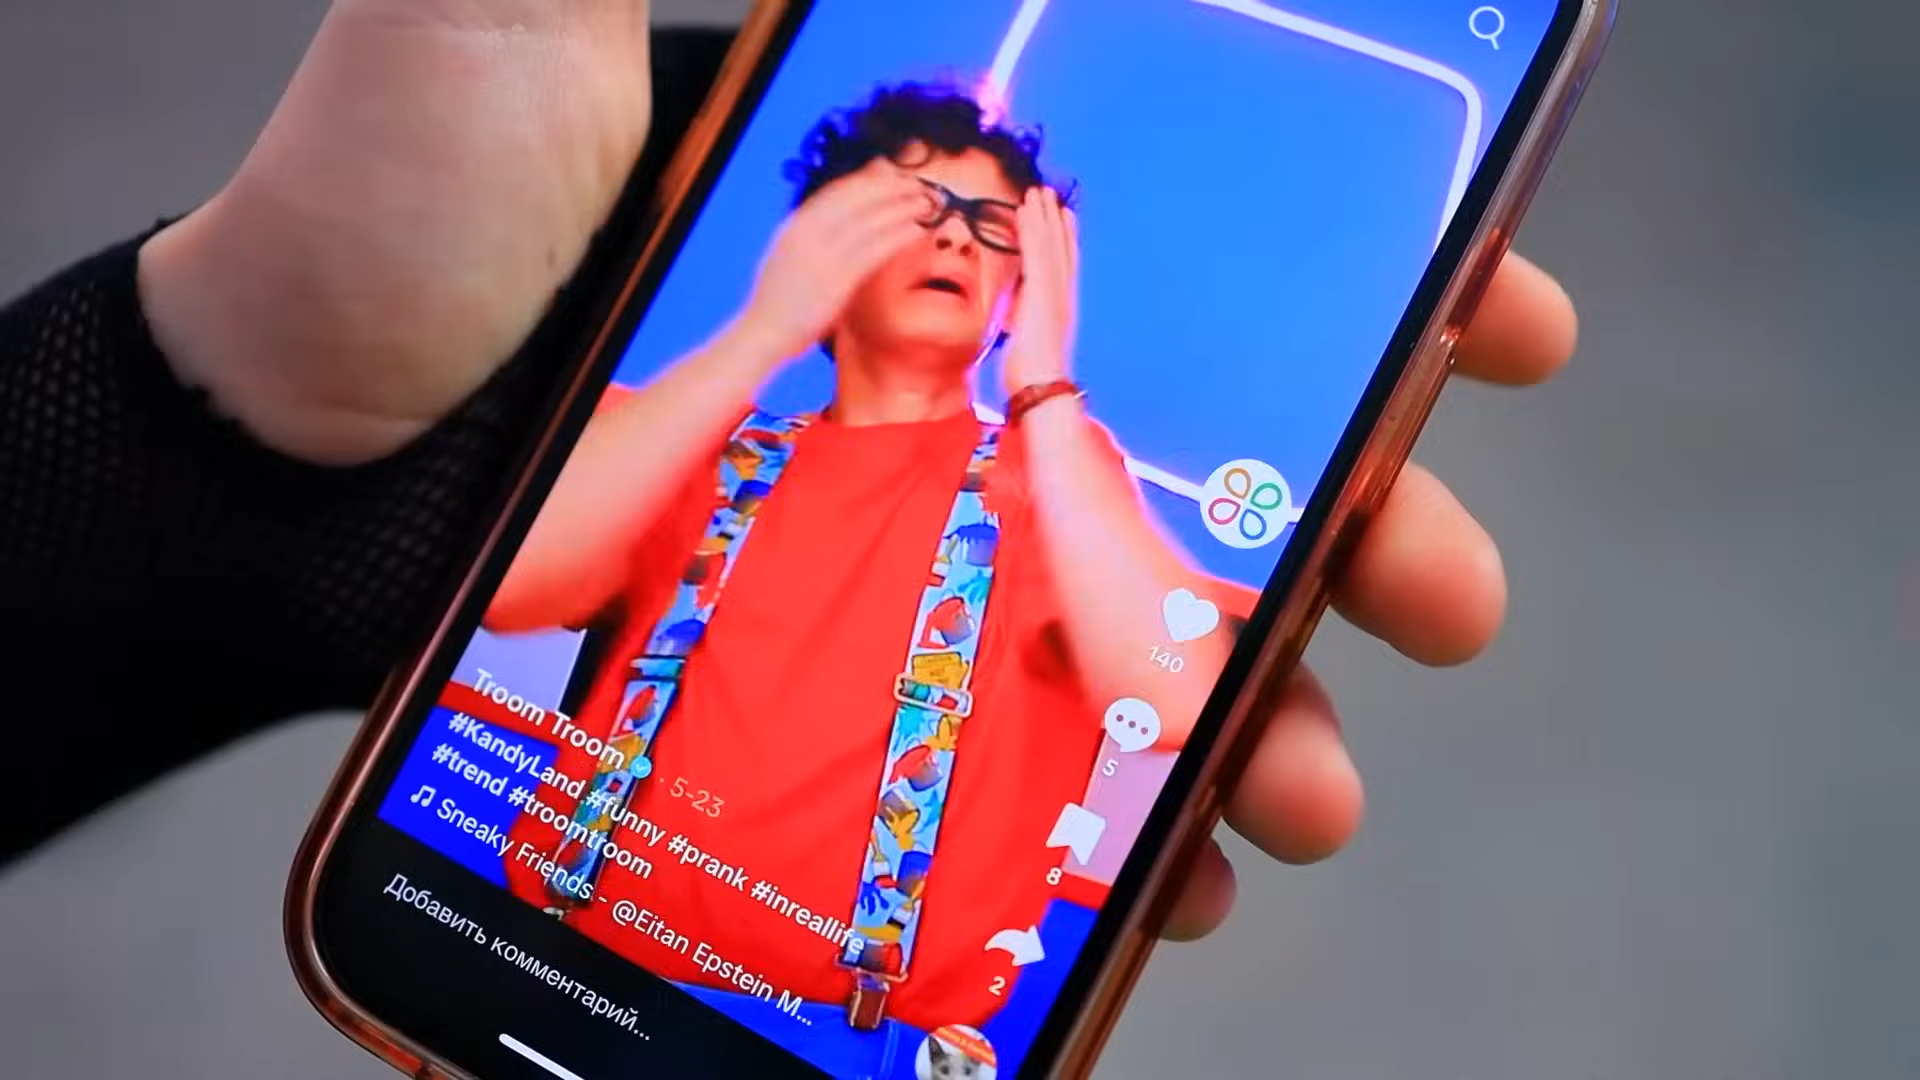 Troom Troom · 5-23
#KandyLand #funny #prank #inreallife
#trend #troomtroom
Sneaky Friends - @Eitan Epstein M...
Добавить комментарий...
140
5
8
2